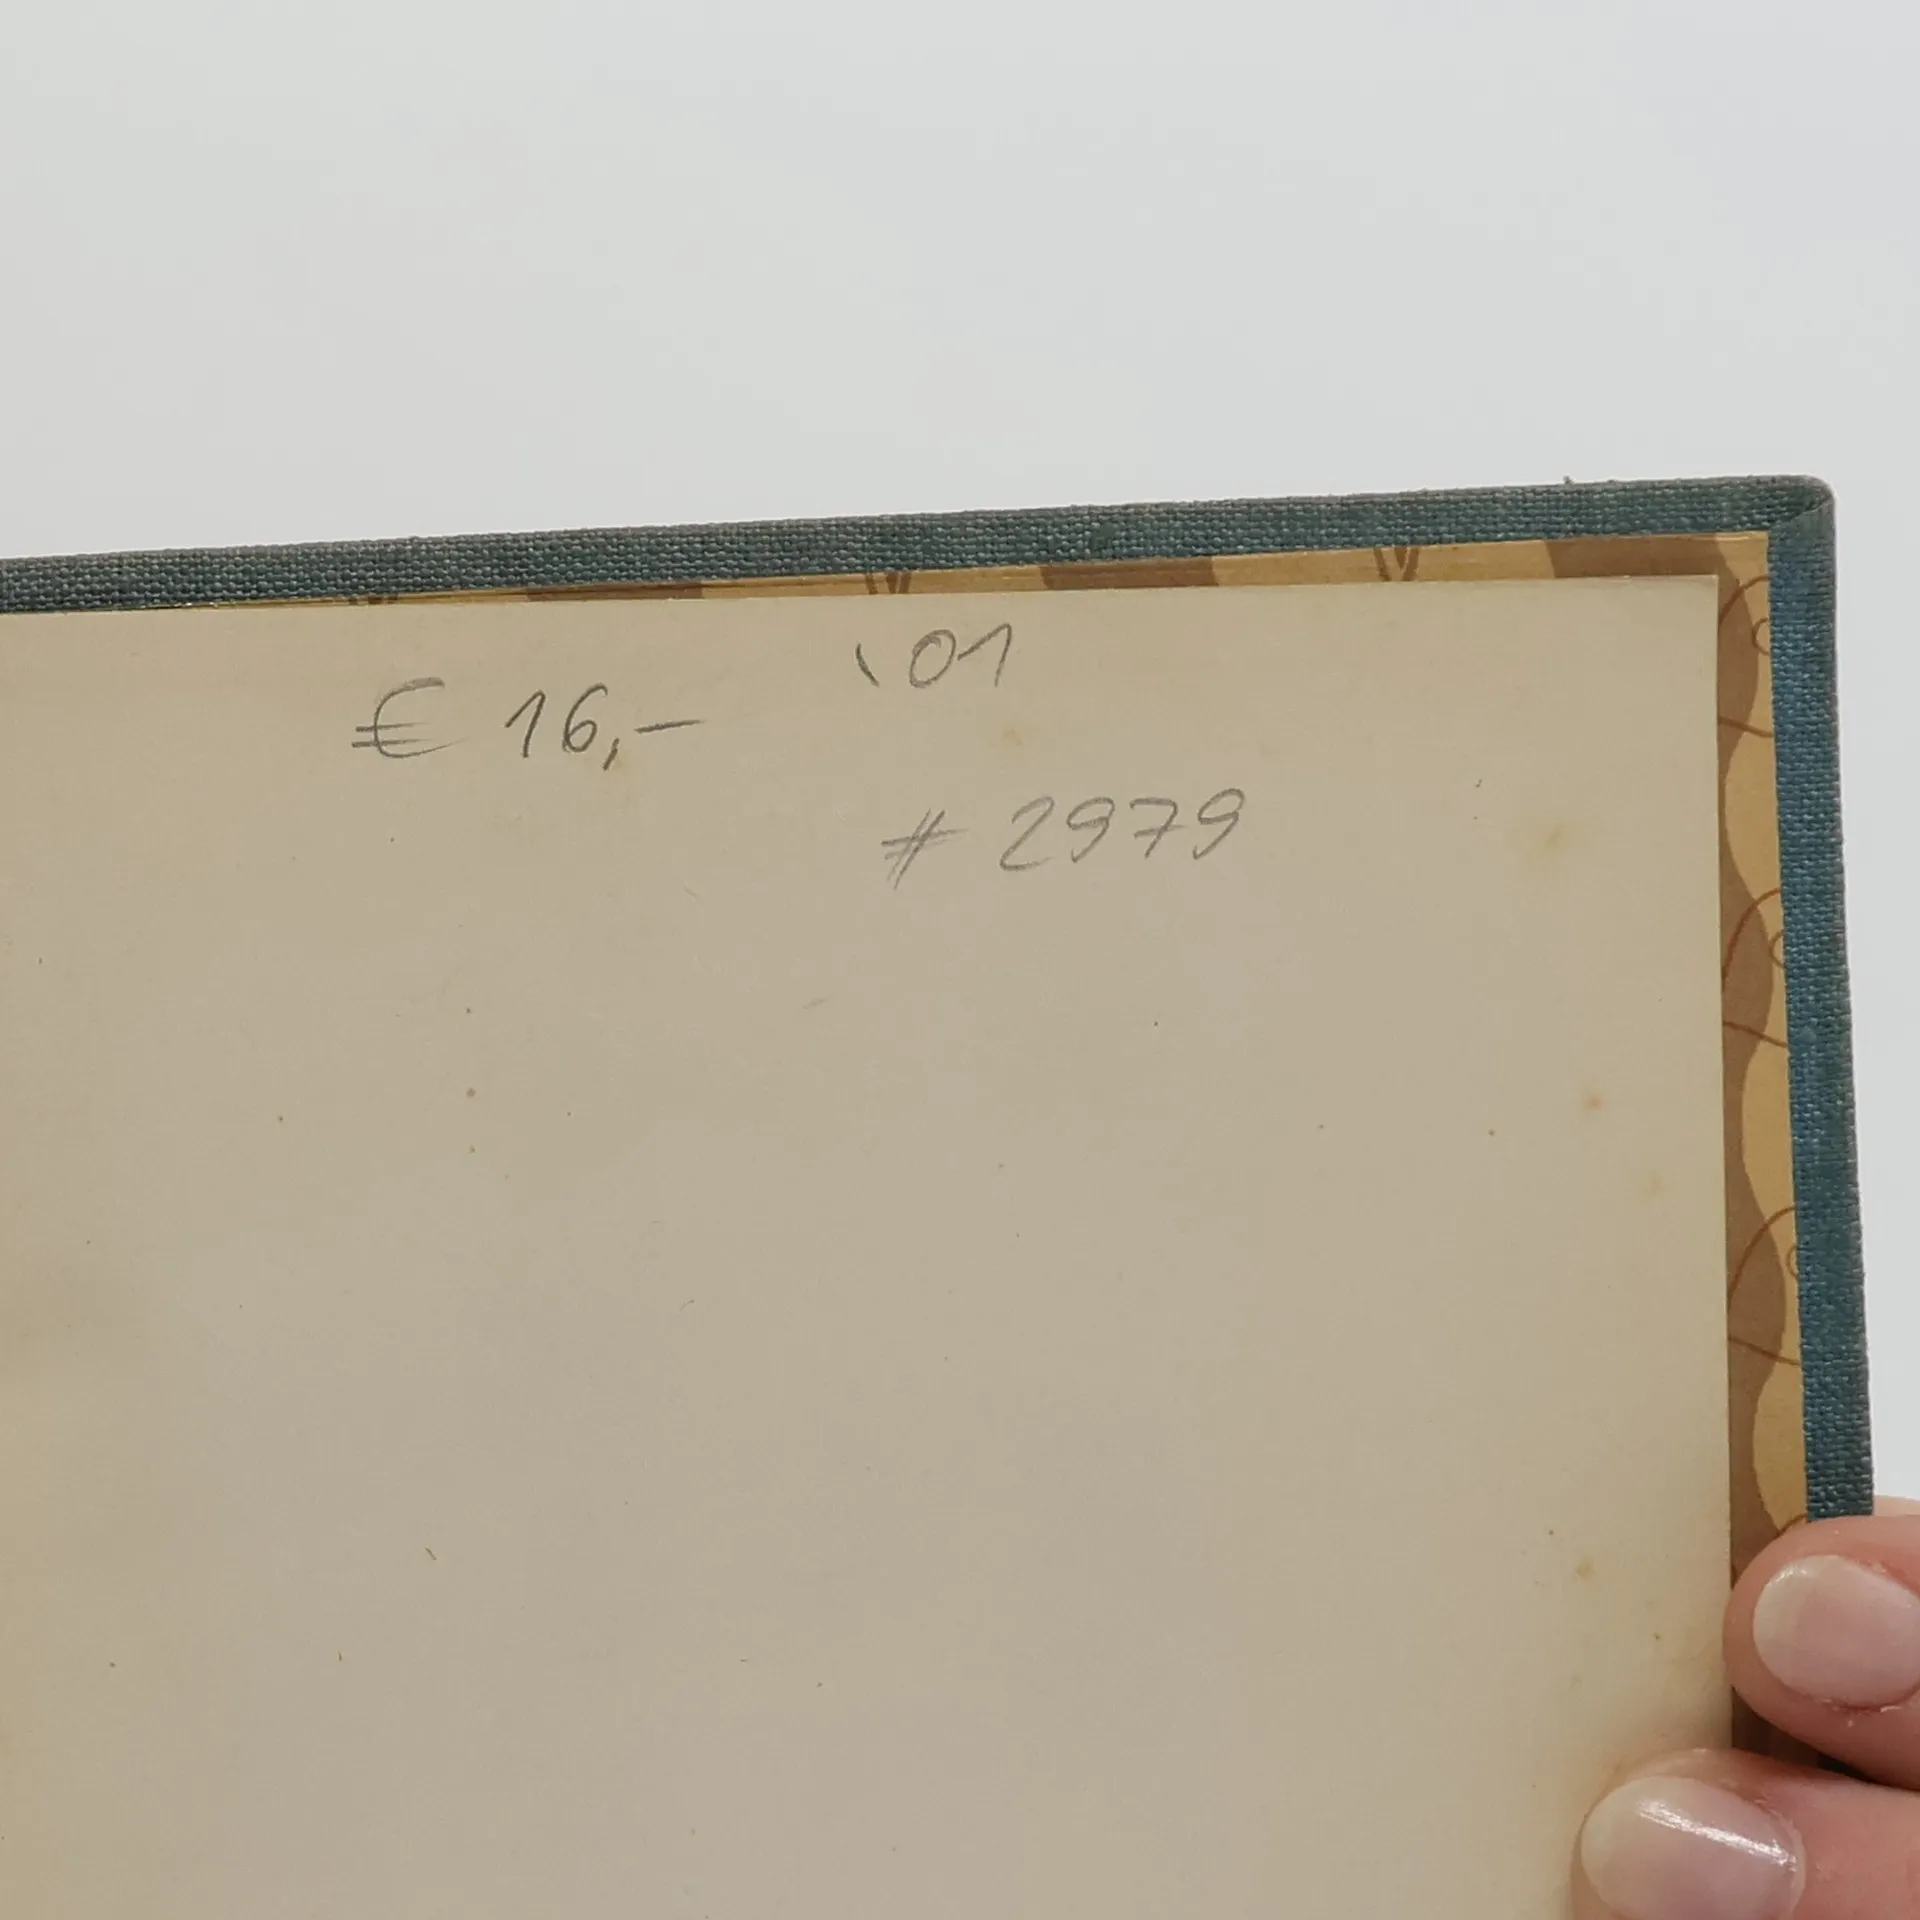 '01
€ 16,-
# 2979